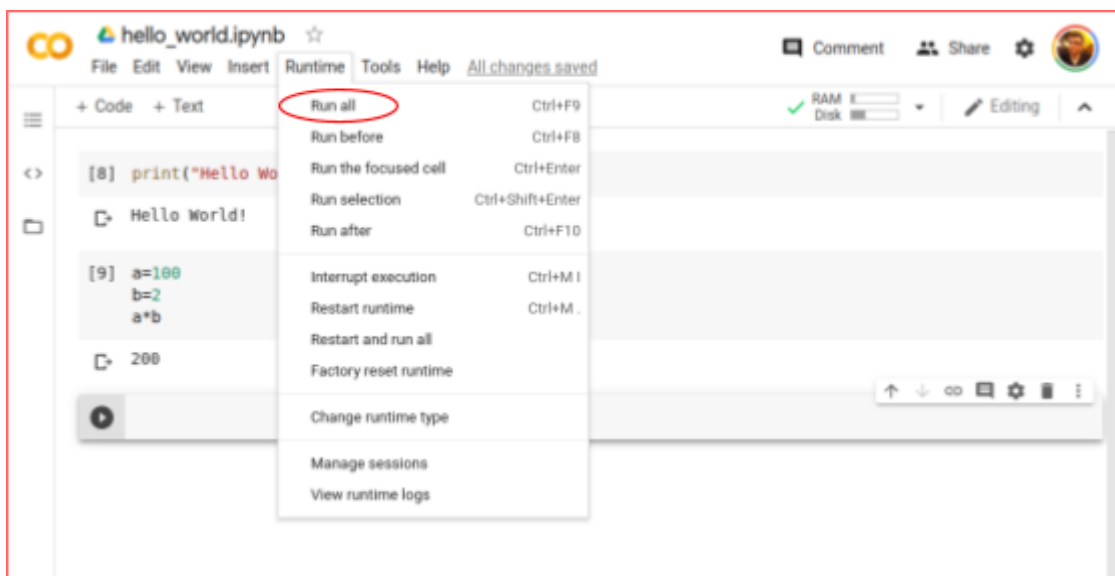 hello_world.ipynb
File Edit View Insert Runtime Tools Help All changes saved
Comment Share
+ Code + Text
RAM
Disk
Editing
Run all Ctrl+F9
Run before Ctrl+F8
Run the focused cell Ctrl+Enter
Run selection Ctrl+Shift+Enter
Run after Ctrl+F10
Interrupt execution Ctrl+M I
Restart runtime Ctrl+M .
Restart and run all
Factory reset runtime
Change runtime type
Manage sessions
View runtime logs
[8] print("Hello Wo
Hello World!
[9] a=100
b=2
a*b
200